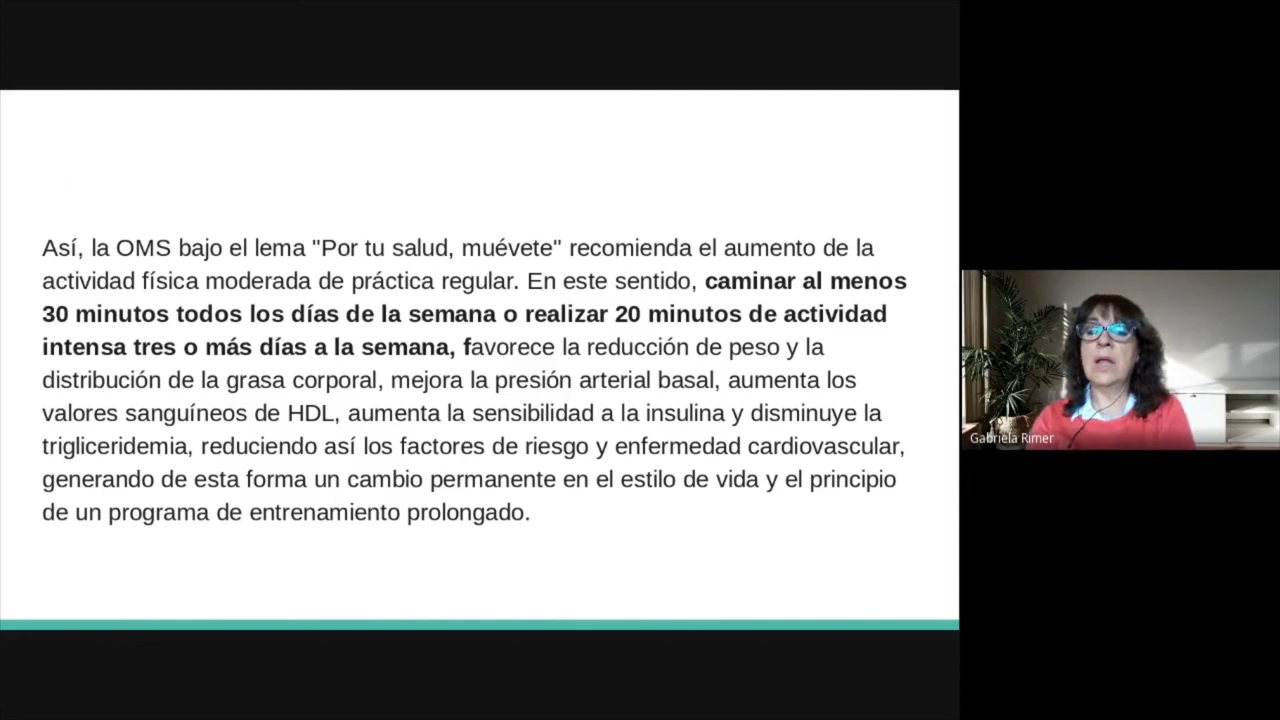 Así, la OMS bajo el lema "Por tu salud, muévete" recomienda el aumento de la
actividad física moderada de práctica regular. En este sentido, caminar al menos
30 minutos todos los días de la semana o realizar 20 minutos de actividad
intensa tres o más días a la semana, favorece la reducción de peso y la
distribución de la grasa corporal, mejora la presión arterial basal, aumenta los
valores sanguíneos de HDL, aumenta la sensibilidad a la insulina y disminuye la
trigliceridemia, reduciendo así los factores de riesgo y enfermedad cardiovascular,
generando de esta forma un cambio permanente en el estilo de vida y el principio
de un programa de entrenamiento prolongado.
Gabriela Rimer